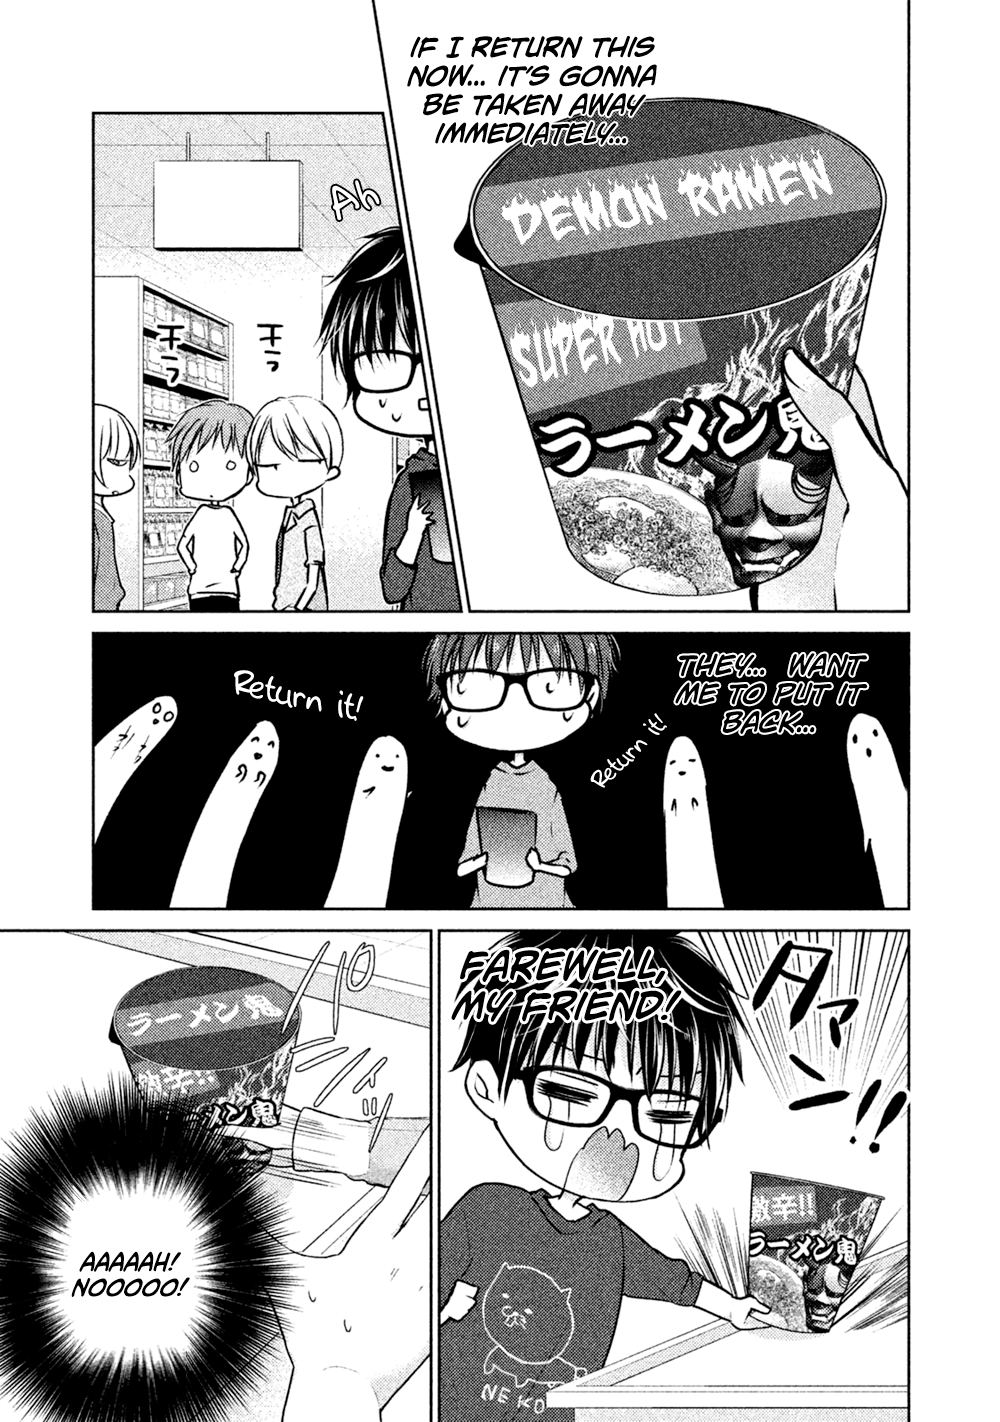 IF I RETURN THIS
NOW... IT'S GONNA
BE TAKEN AWAY
IMMEDIATELY...
DEMON RAMEN
SUPER HOT
ラーメン鬼
Ah
チラ
チラ
THEY... WANT
ME TO PUT IT
BACK...
Return it!
Return it!
FAREWELL,
MY FRIEND!
タァン!!
激辛!!
ラーメン鬼
NEKO
ラーメン鬼
激辛!!
ラーメン鬼
AAAAAH!
NOOOOO!